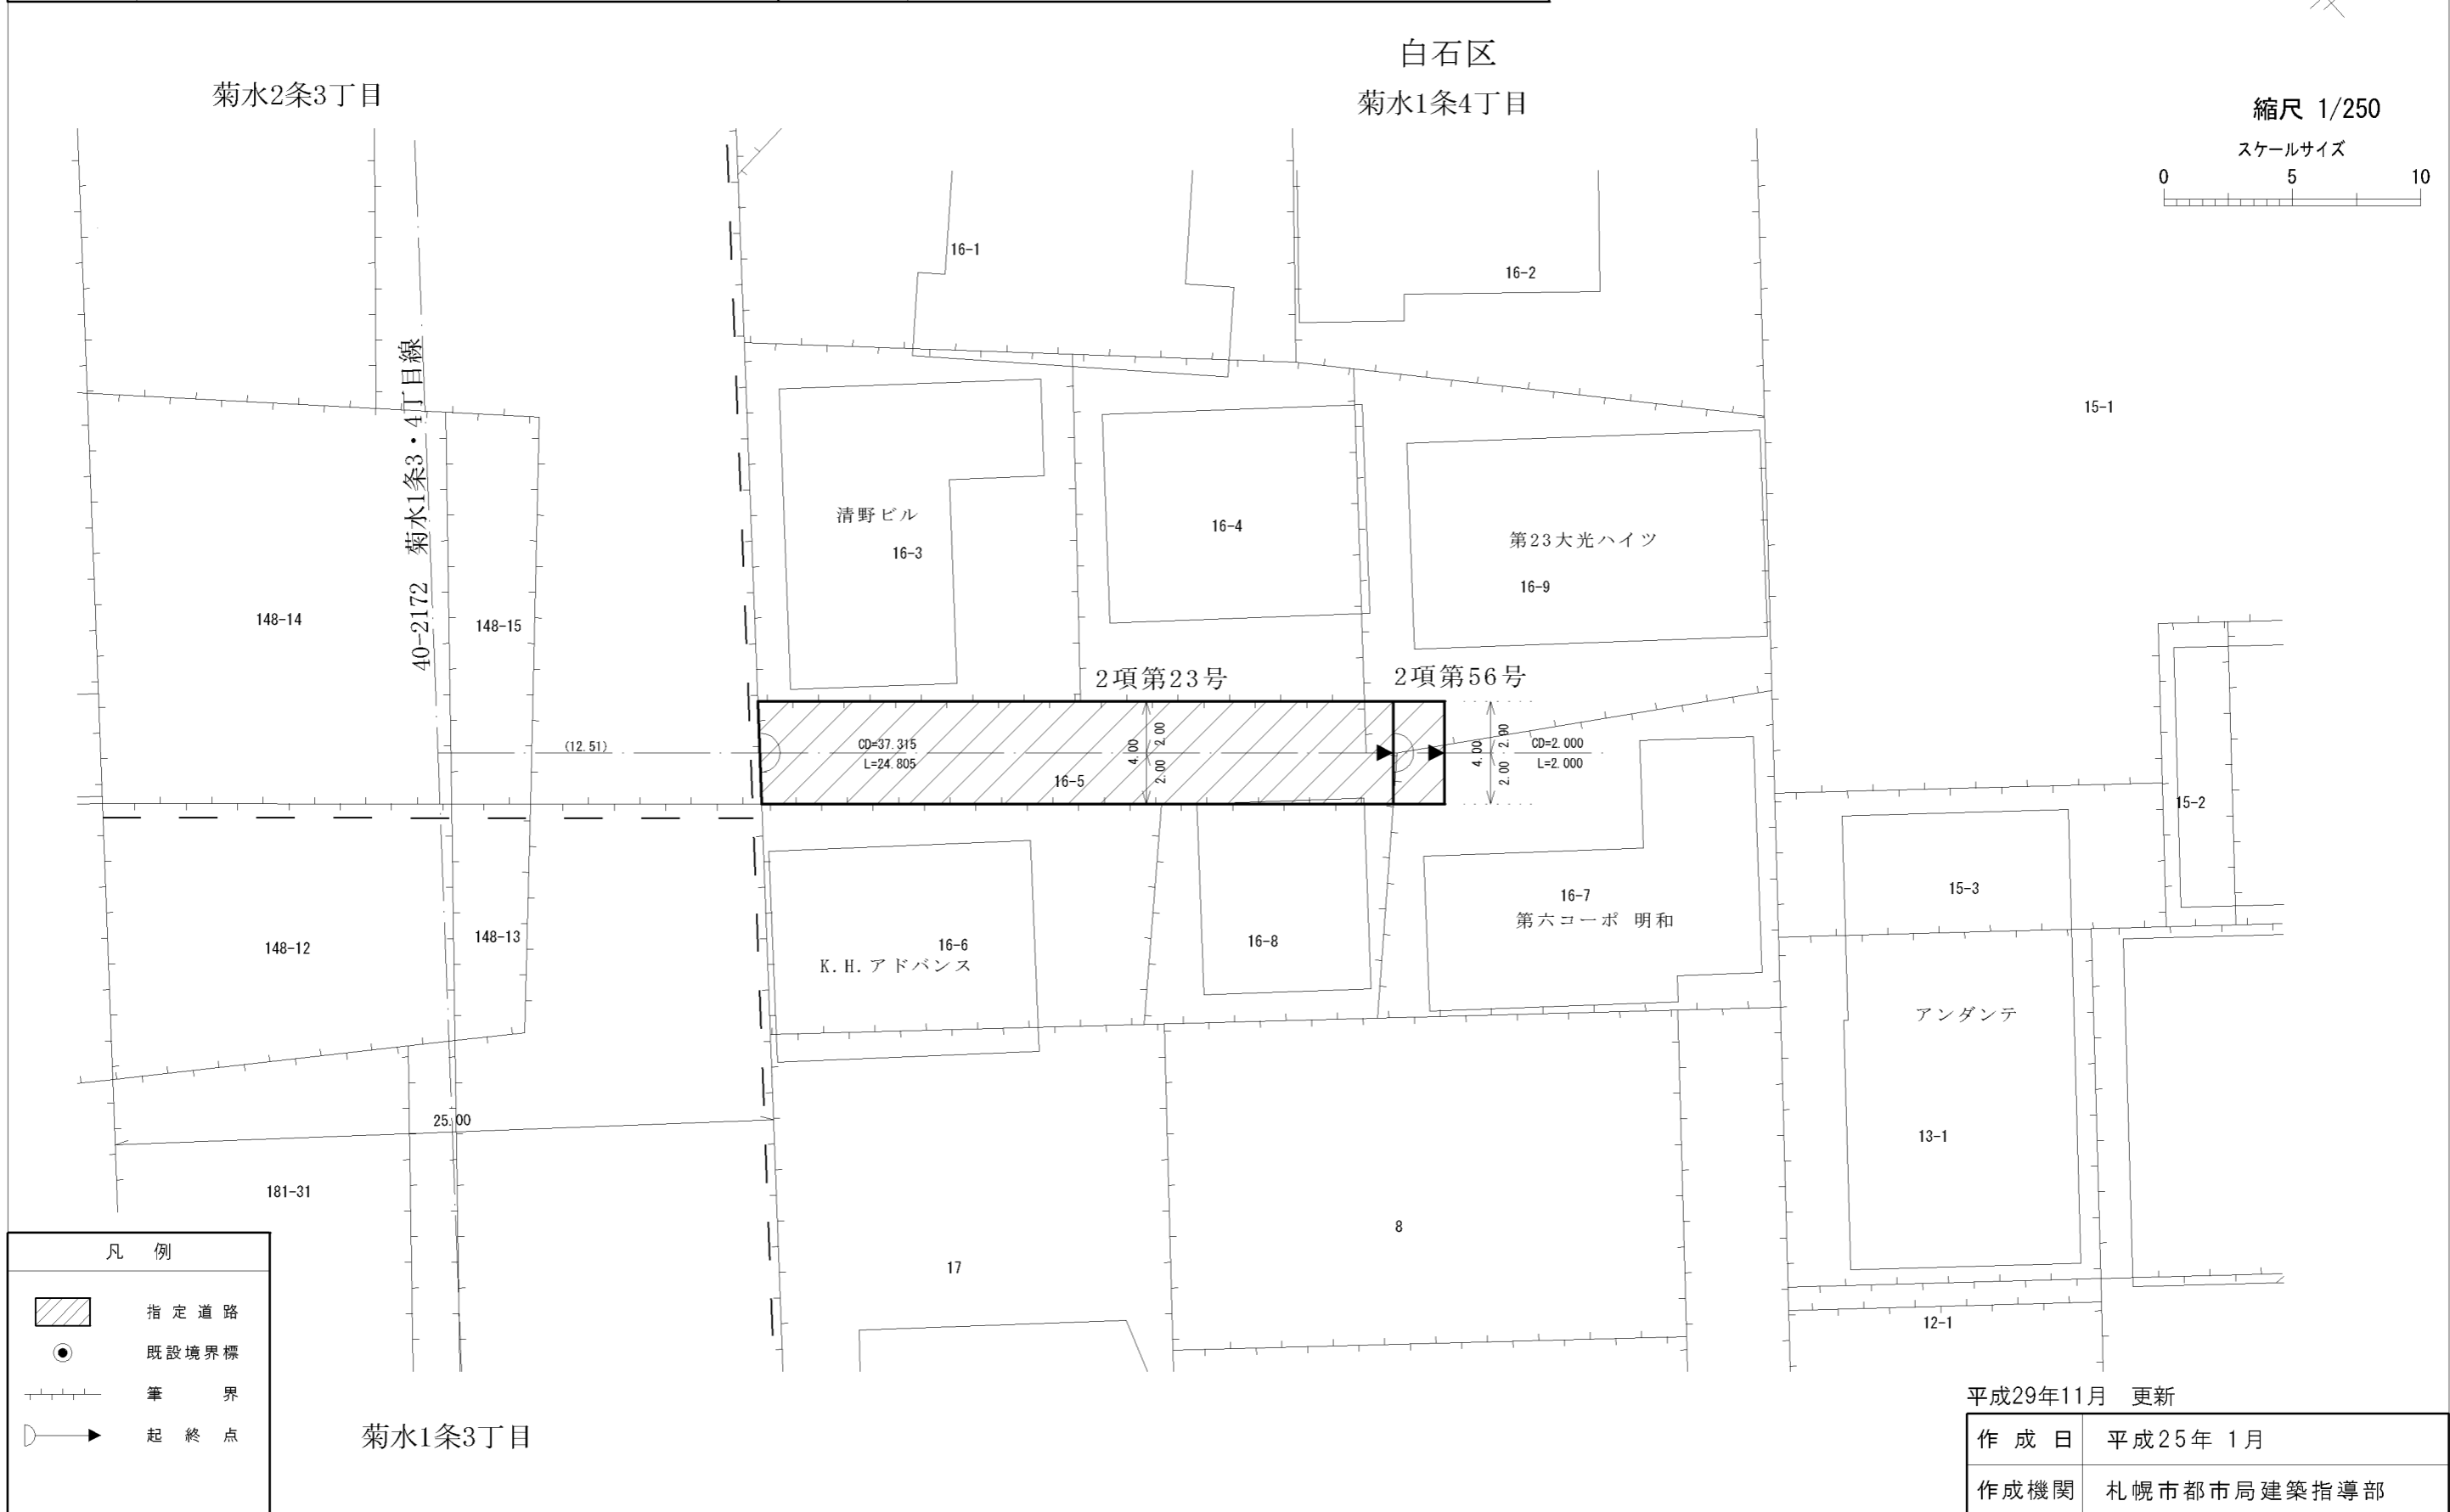 白石区
菊水2条3丁目
菊水1条4丁目
縮尺 1/250
スケールサイズ
0 5 10
16-1
16-2
15-1
40-2172 菊水1条3・4丁目線
清野ビル
16-3
16-4
第23大光ハイツ
16-9
148-14
148-15
2項第23号
2項第56号
(12.51)
CD=37.315
L=24.805
4.00
2.00 2.00
16-5
4.00
2.00 2.00
CD=2.000
L=2.000
15-2
15-3
16-7
第六コーポ 明和
148-12
148-13
16-6
K.H.アドバンス
16-8
アンダンテ
25.00
13-1
181-31
8
17
12-1
凡 例
指 定 道 路
既設境界標
筆 界
起 終 点
菊水1条3丁目
平成29年11月 更新
作 成 日 平成25年 1月
作成機関 札幌市都市局建築指導部